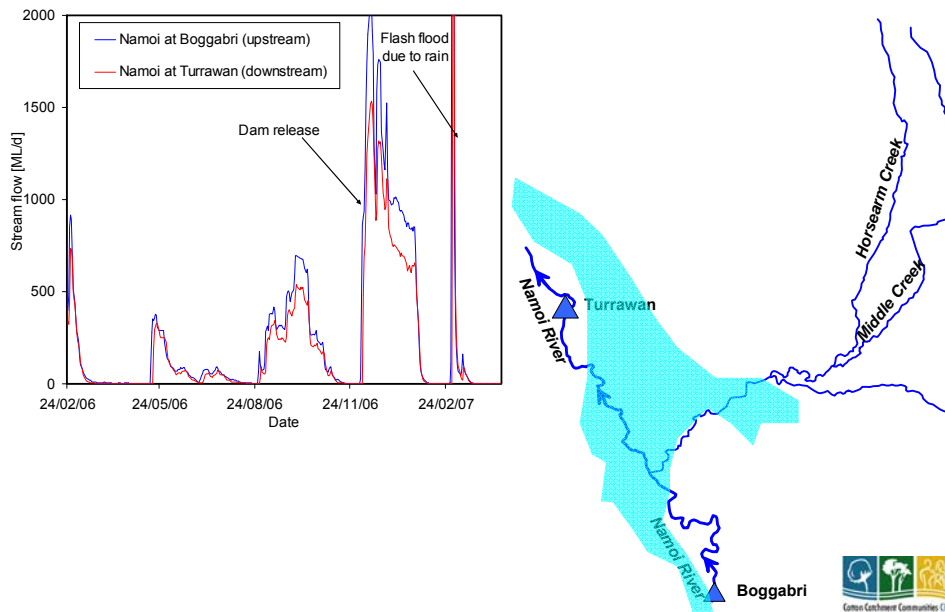 2000
1500
1000
500
0
Stream flow [ML/d]
Namoi at Boggabri (upstream)
Namoi at Turrawan (downstream)
Flash flood
due to rain
Dam release
24/02/06
24/05/06
24/08/06
24/11/06
24/02/07
Date
Horsearm Creek
Middle Creek
Turrawan
Namoi River
Namoi River
Boggabri
Cotton Catchment Communities